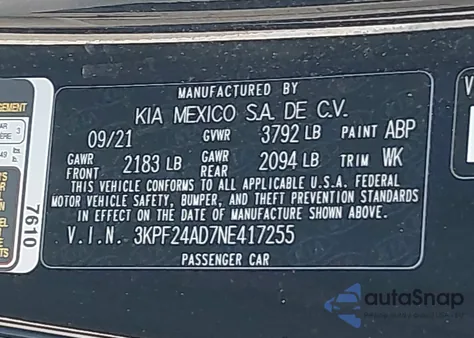 MANUFACTURED BY
KIA MEXICO S.A. DE C.V.
09/21 GVWR 3792 LB PAINT ABP
GAWR FRONT 2183 LB GAWR REAR 2094 LB TRIM WK
THIS VEHICLE CONFORMS TO ALL APPLICABLE U.S.A. FEDERAL
MOTOR VEHICLE SAFETY, BUMPER, AND THEFT PREVENTION STANDARDS
IN EFFECT ON THE DATE OF MANUFACTURE SHOWN ABOVE.
V.I.N. 3KPF24AD7NE417255
PASSENGER CAR
7610
autoSnap